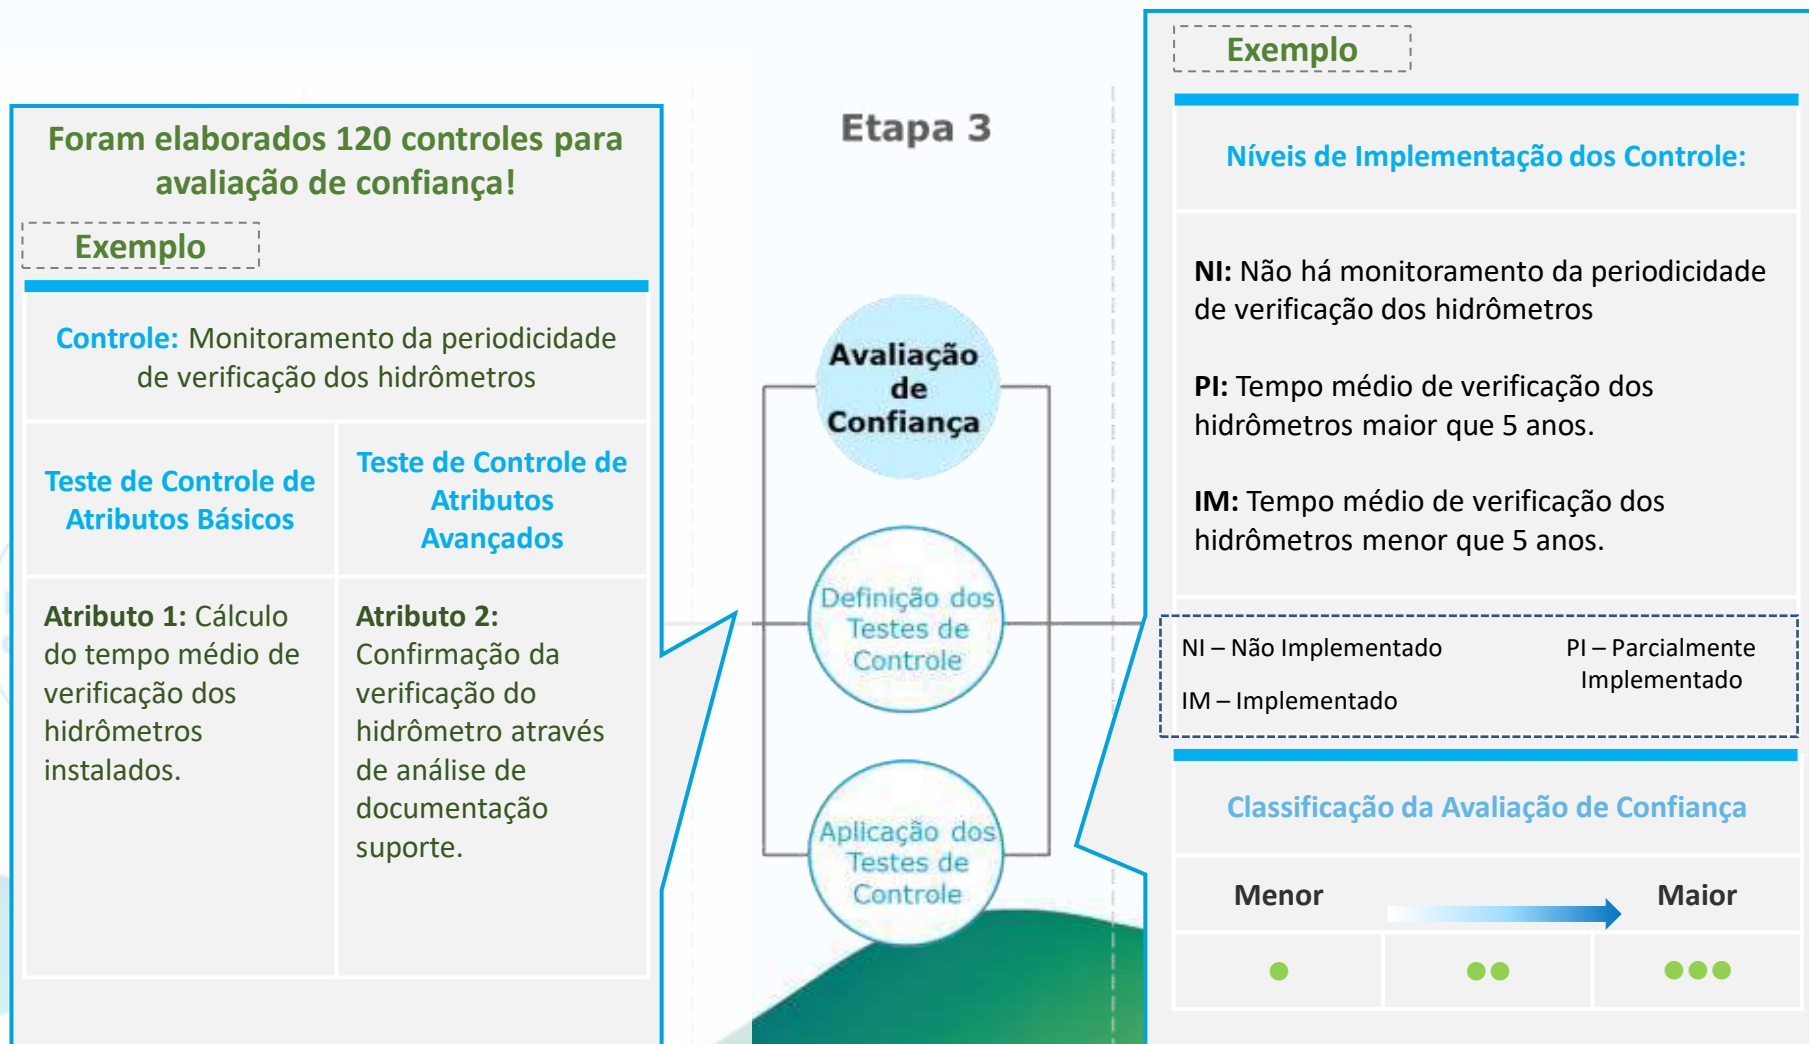 Foram elaborados 120 controles para
avaliação de confiança!
Exemplo
Controle: Monitoramento da periodicidade
de verificação dos hidrômetros
Teste de Controle de
Atributos Básicos
Teste de Controle de
Atributos
Avançados
Atributo 1: Cálculo
do tempo médio de
verificação dos
hidrômetros
instalados.
Atributo 2:
Confirmação da
verificação do
hidrômetro através
de análise de
documentação
suporte.
Etapa 3
Avaliação
de
Confiança
Definição dos
Testes de
Controle
Aplicação dos
Testes de
Controle
Exemplo
Níveis de Implementação dos Controle:
NI: Não há monitoramento da periodicidade
de verificação dos hidrômetros
PI: Tempo médio de verificação dos
hidrômetros maior que 5 anos.
IM: Tempo médio de verificação dos
hidrômetros menor que 5 anos.
NI – Não Implementado
IM – Implementado
PI – Parcialmente
Implementado
Classificação da Avaliação de Confiança
Menor
Maior